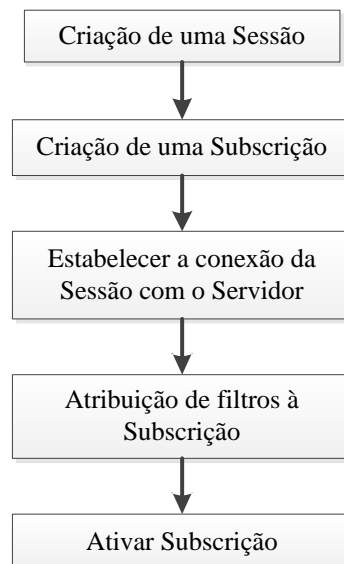 Criação de uma Sessão
Criação de uma Subscrição
Estabelecer a conexão da
Sessão com o Servidor
Atribuição de filtros à
Subscrição
Ativar Subscrição